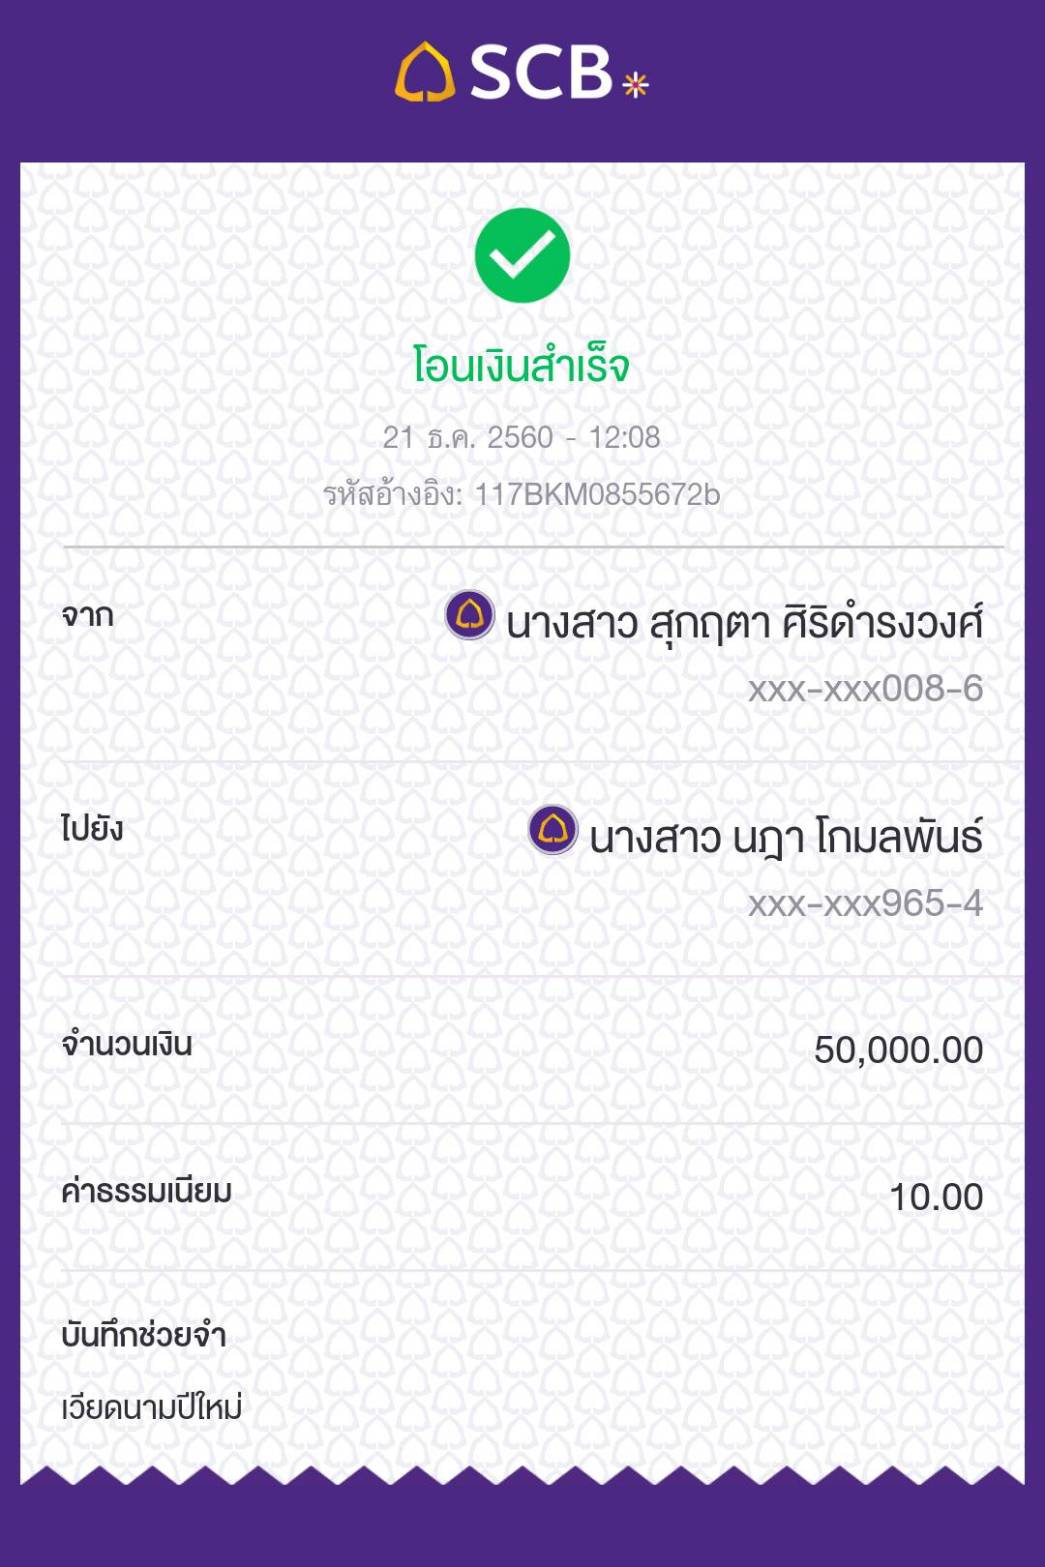 SCB
โอนเงินสำเร็จ
21 ธ.ค. 2560 - 12:08
รหัสอ้างอิง: 117BKM0855672b
จาก
นางสาว สุกฤตา ศิริดำรงวงศ์
xxx-xxx008-6
ไปยัง
นางสาว นฎา โกมลพันธ์
xxx-xxx965-4
จำนวนเงิน
50,000.00
ค่าธรรมเนียม
10.00
บันทึกช่วยจำ
เวียดนามปีใหม่